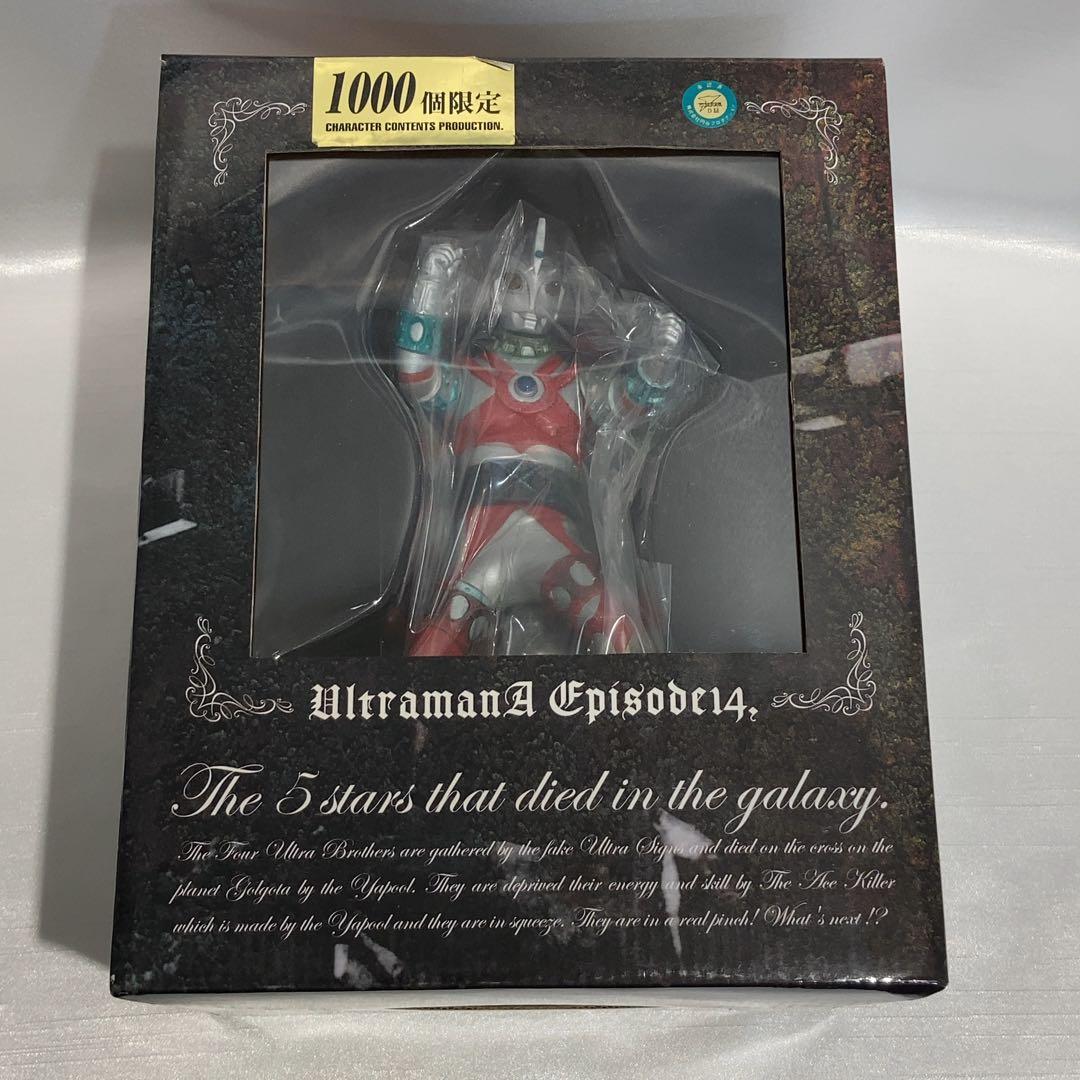 1000個限定
CHARACTER CONTENTS PRODUCTION.
UltramanA Episode14,
The 5 stars that died in the galaxy.
The Four Ultra Brothers are gathered by the fake Ultra Signs and died on the cross on the
planet Golgota by the Yapool. They are deprived their energy and skill by The Ace Killer
which is made by the Yapool and they are in squeeze. They are in a real pinch! What's next !?